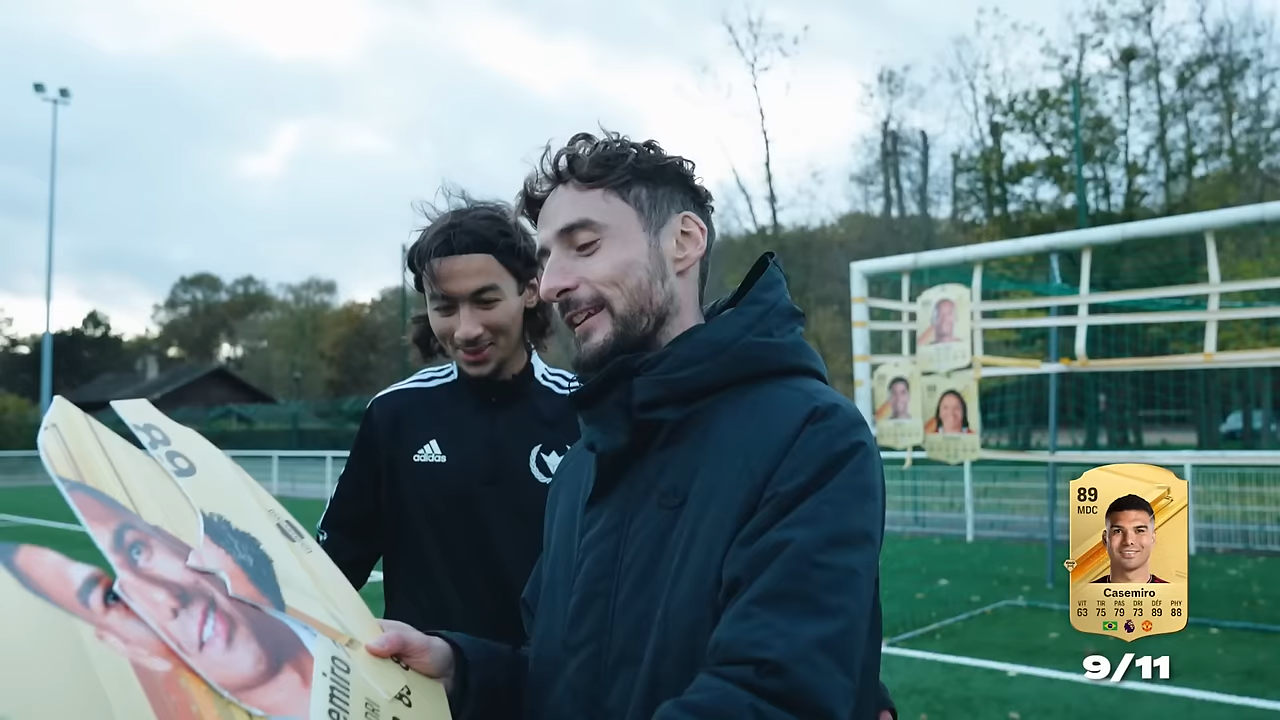 89
adidas
emiro
DRI
89
MDC
Casemiro
VIT TIR PAS DRI DÉF PHY
63 75 79 73 89 88
9/11